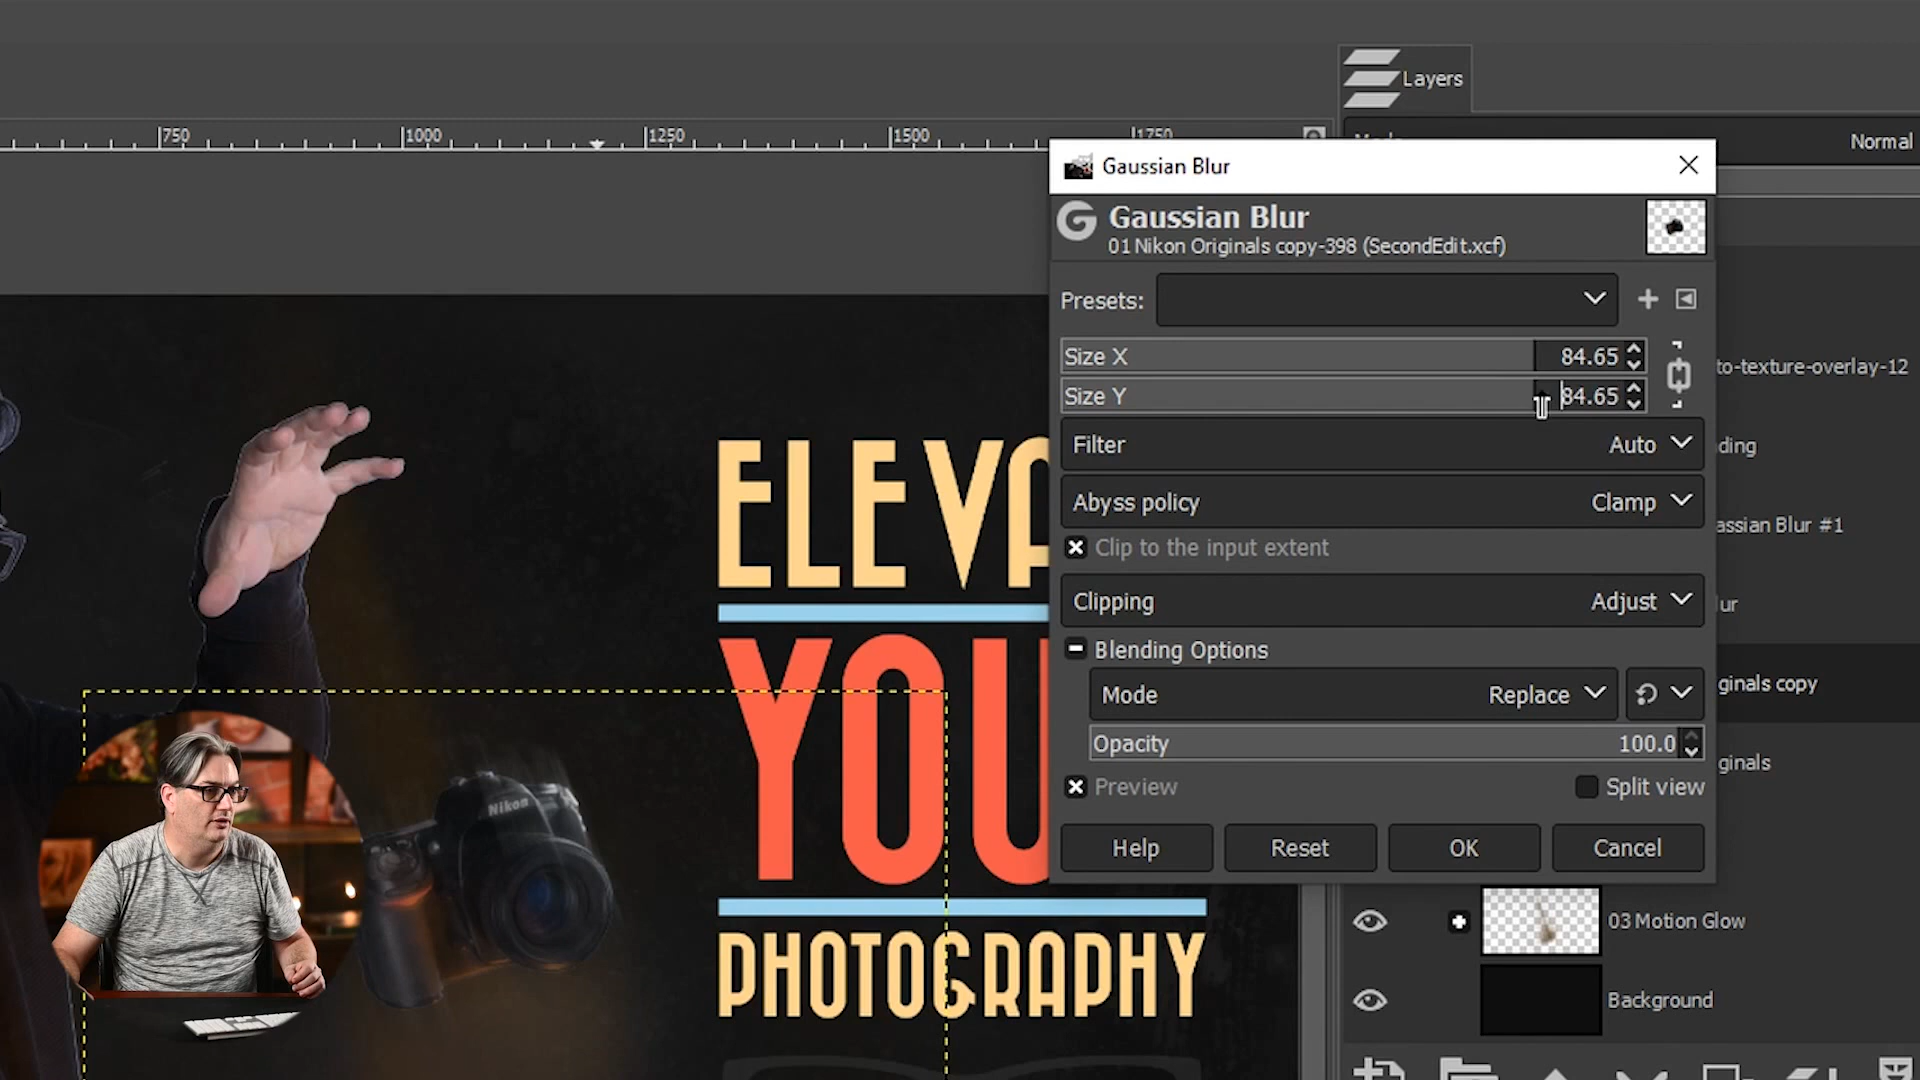 Layers
750 1000 1250 1500 1750
Normal
Gaussian Blur
Gaussian Blur
01 Nikon Originals copy-398 (SecondEdit.xcf)
Presets:
Size X 84.65
Size Y 84.65
to-texture-overlay-12
Filter Auto
ding
Abyss policy Clamp
assian Blur #1
Clip to the input extent
Clipping Adjust
lur
Blending Options
Mode Replace
ginals copy
Opacity 100.0
ginals
Preview Split view
Help Reset OK Cancel
ELEVA
YOU
PHOTOGRAPHY
Nikon
03 Motion Glow
Background